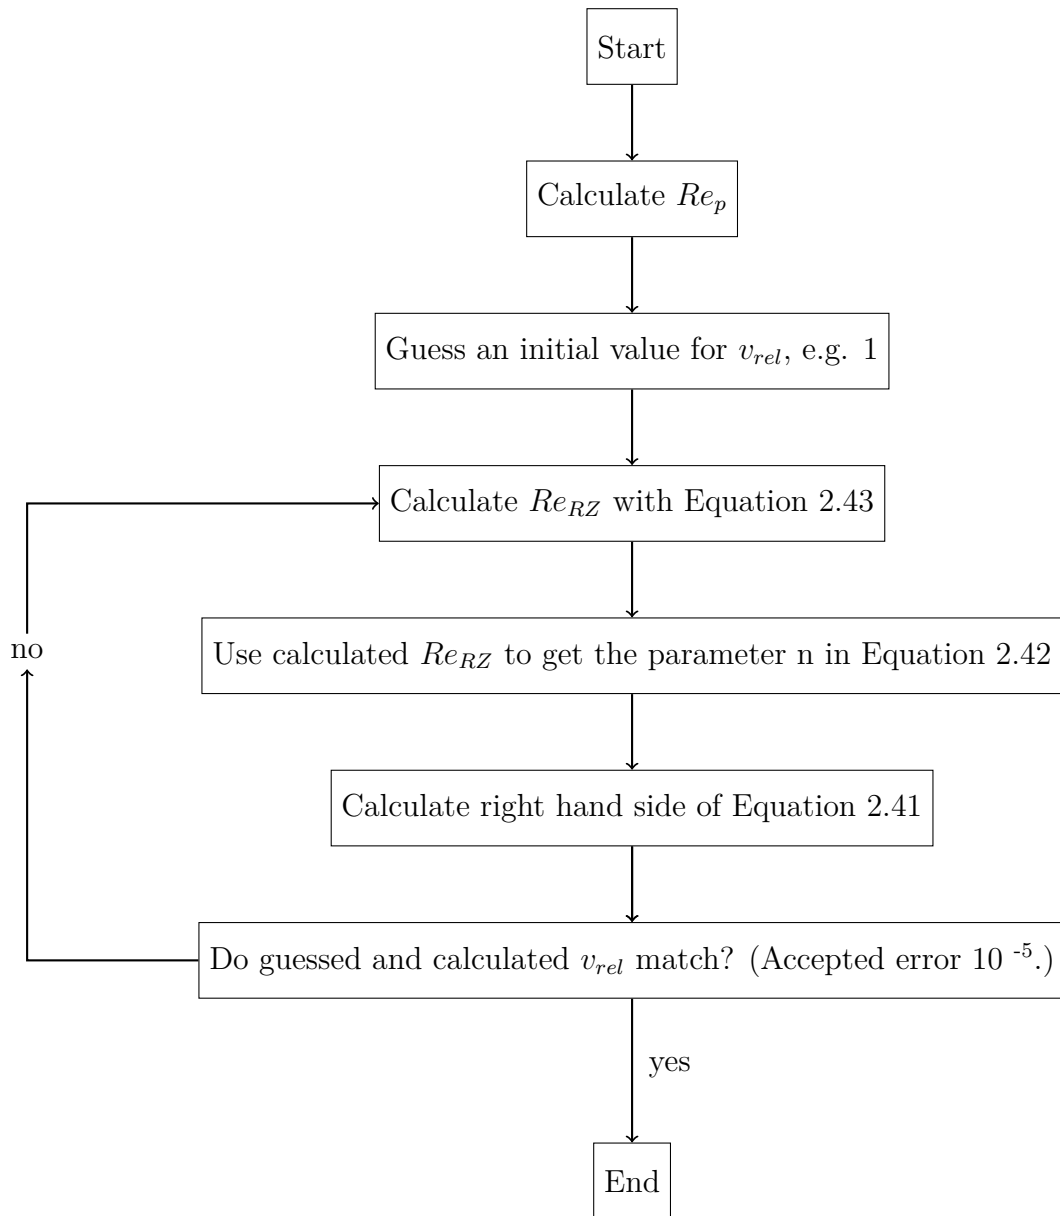 Start
Calculate Re_p
Guess an initial value for v_rel, e.g. 1
Calculate Re_RZ with Equation 2.43
no
Use calculated Re_RZ to get the parameter n in Equation 2.42
Calculate right hand side of Equation 2.41
Do guessed and calculated v_rel match? (Accepted error 10 ^-5.)
yes
End